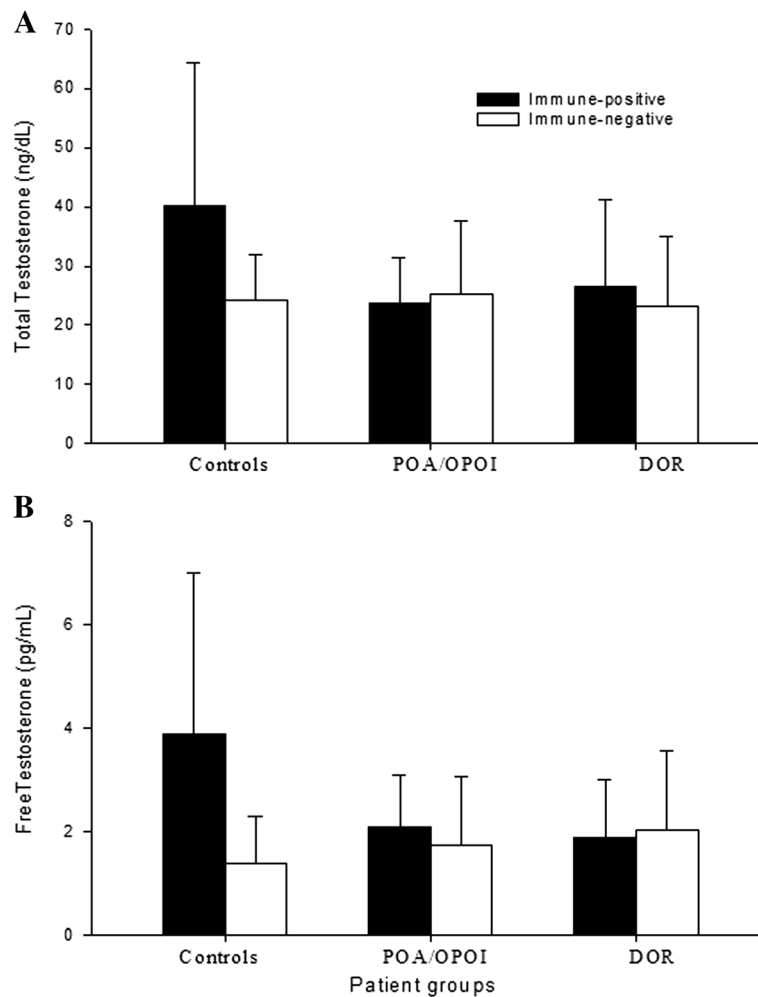 A
70
60
50
40
30
20
10
0
Total Testosterone (ng/dL)
Immune-positive
Immune-negative
Controls POA/OPOI DOR
B
8
6
4
2
0
FreeTestosterone (pg/mL)
Controls POA/OPOI DOR
Patient groups